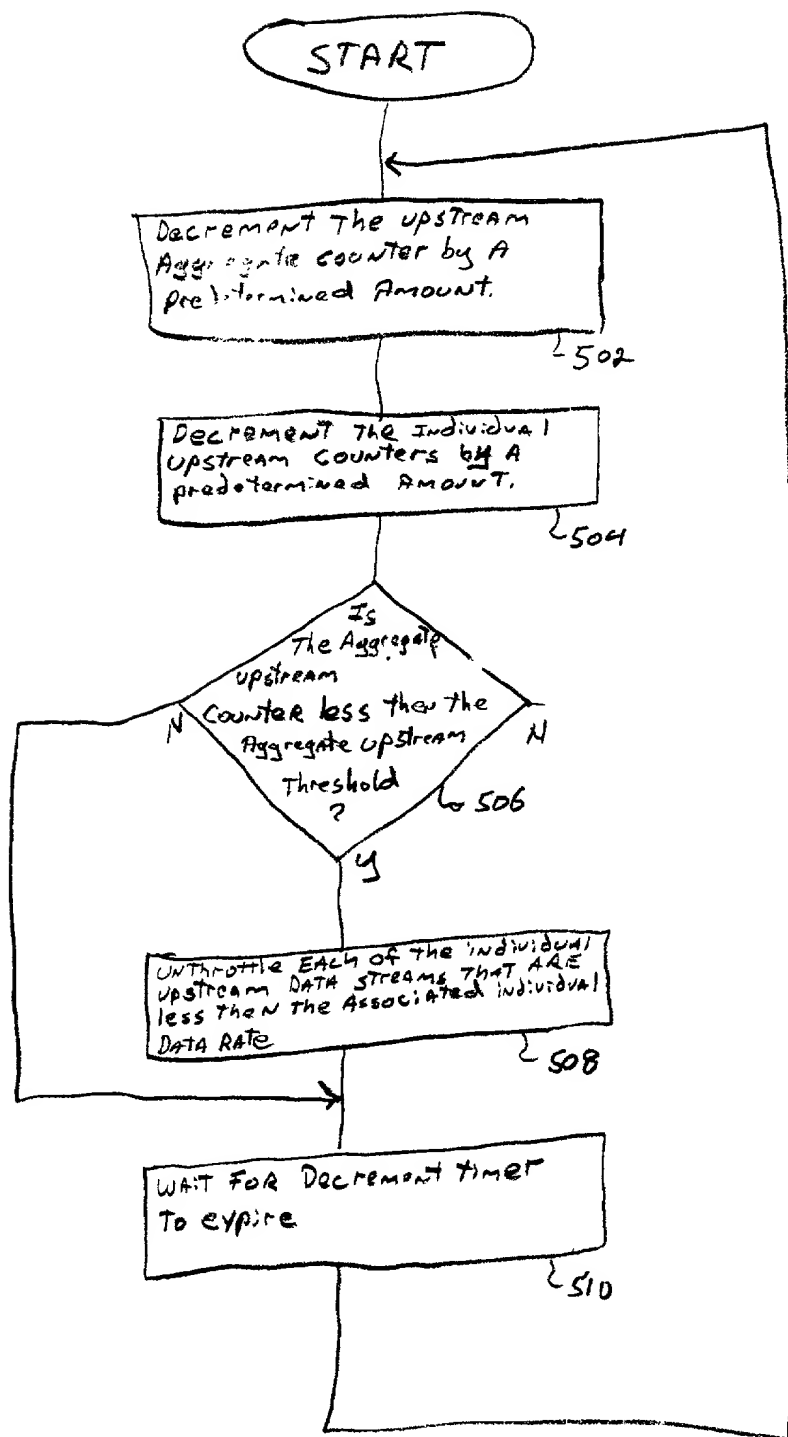 START
Decrement The upstream
Aggregate counter by A
predetermined Amount.
502
Decrement The Individual
upstream counters by A
predetermined Amount.
504
Is
The Aggregate
upstream
Counter less then the
Aggregate upstream
Threshold
?
N
N
506
Y
Unthrottle Each of the individual
upstream Data streams that are
less then the Associated individual
Data Rate
508
Wait for Decrement timer
To expire
510